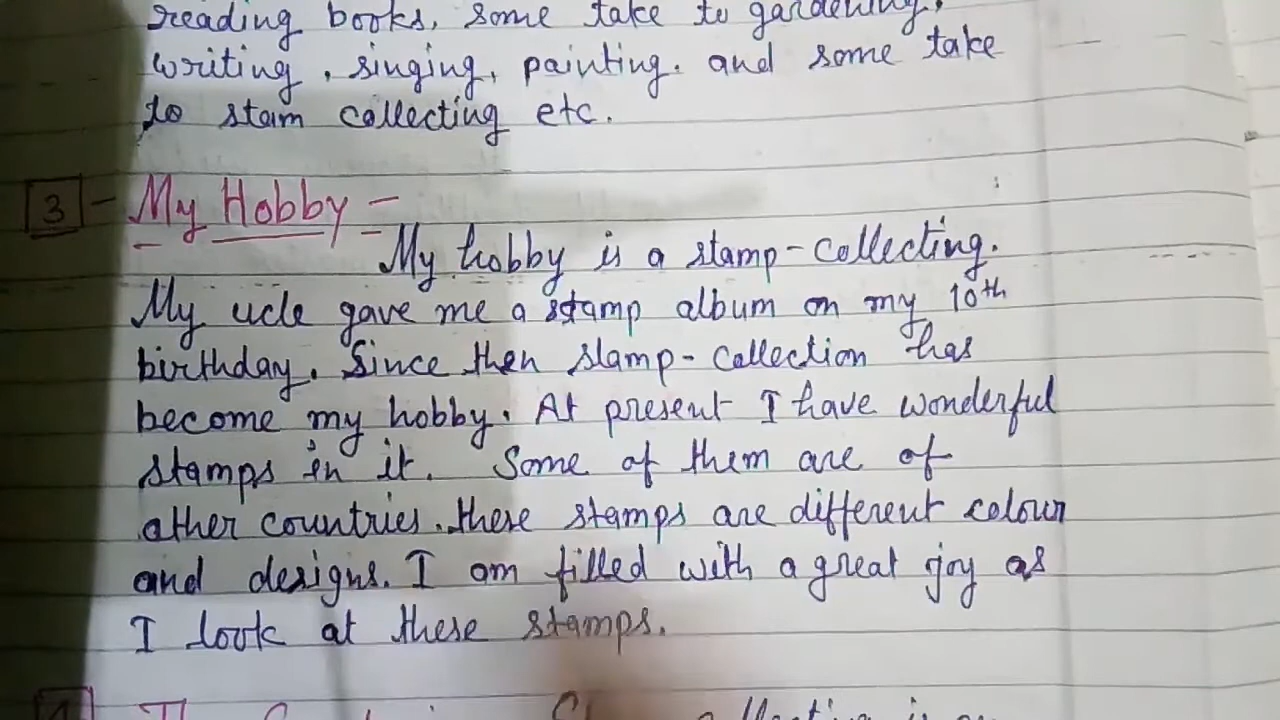 reading books, some take to gardening,
writing, singing, painting. and some take
to stam collecting etc.
3 - My Hobby -
My hobby is a stamp-collecting.
My ucle gave me a stamp album on my 10th
birthday. Since then stamp-collection has
become my hobby. At present I have wonderful
stamps in it. Some of them are of
other countries. these stamps are different colour
and designs. I am filled with a great joy as
I look at these stamps.